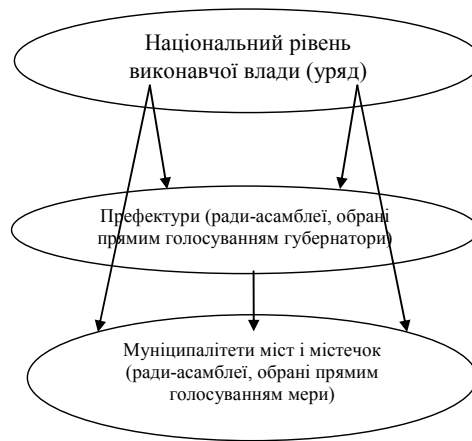 Національний рівень
виконавчої влади (уряд)
Префектури (ради-асамблеї, обрані
прямим голосуванням губернатори)
Муніципалітети міст і містечок
(ради-асамблеї, обрані прямим
голосуванням мери)